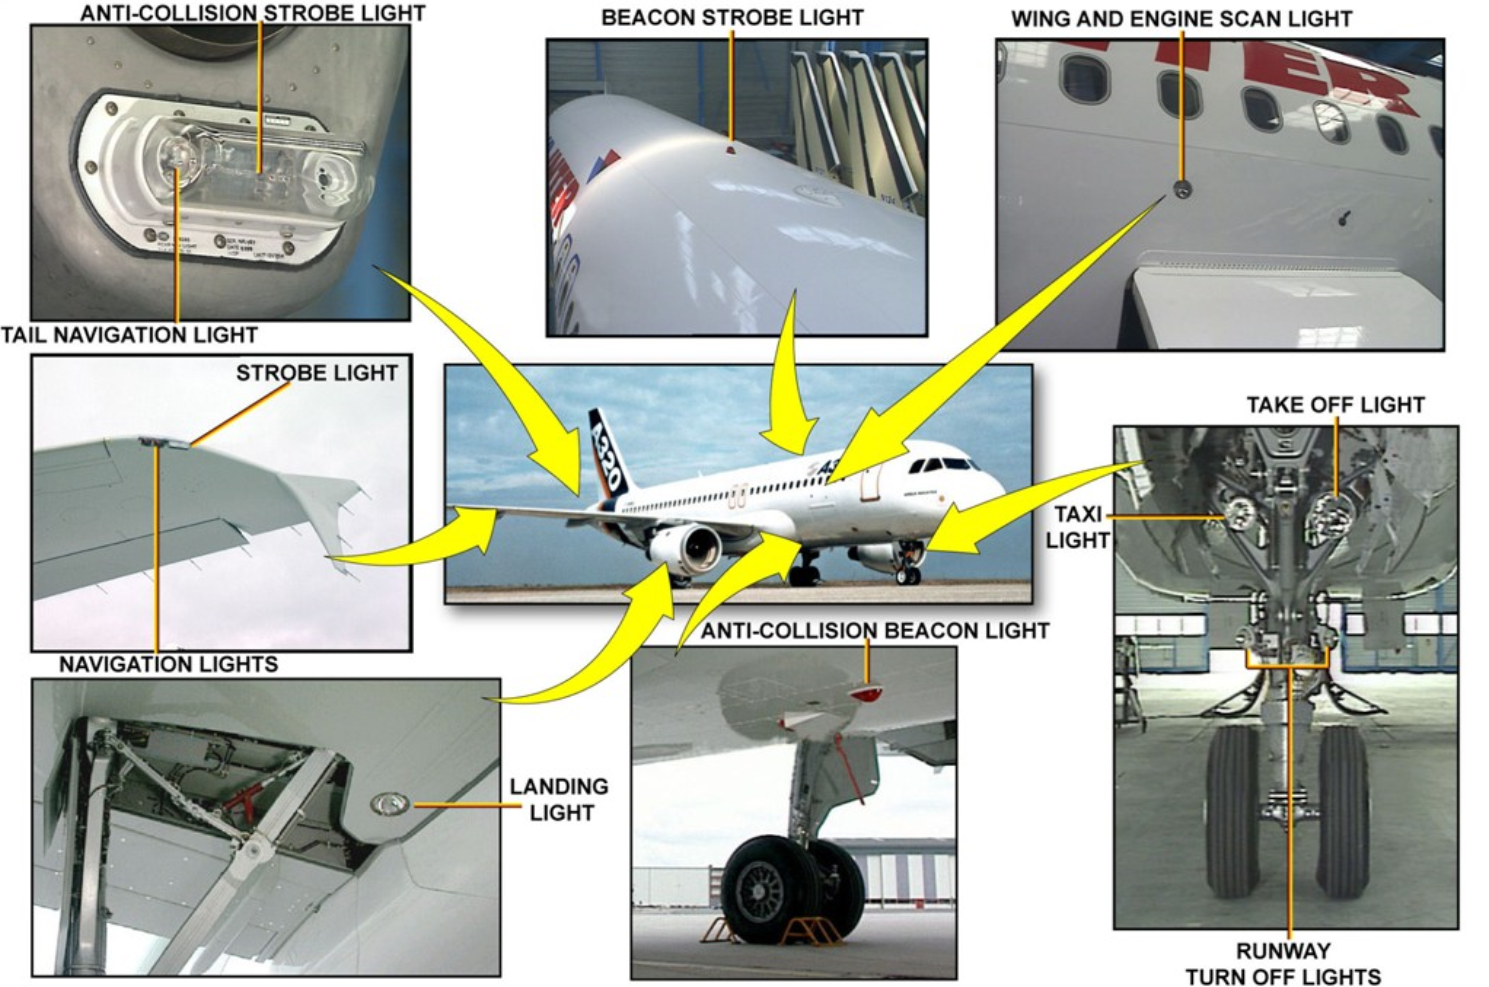 ANTI-COLLISION STROBE LIGHT
BEACON STROBE LIGHT
WING AND ENGINE SCAN LIGHT
TAIL NAVIGATION LIGHT
STROBE LIGHT
NAVIGATION LIGHTS
A320
TAKE OFF LIGHT
TAXI
LIGHT
ANTI-COLLISION BEACON LIGHT
LANDING
LIGHT
RUNWAY
TURN OFF LIGHTS